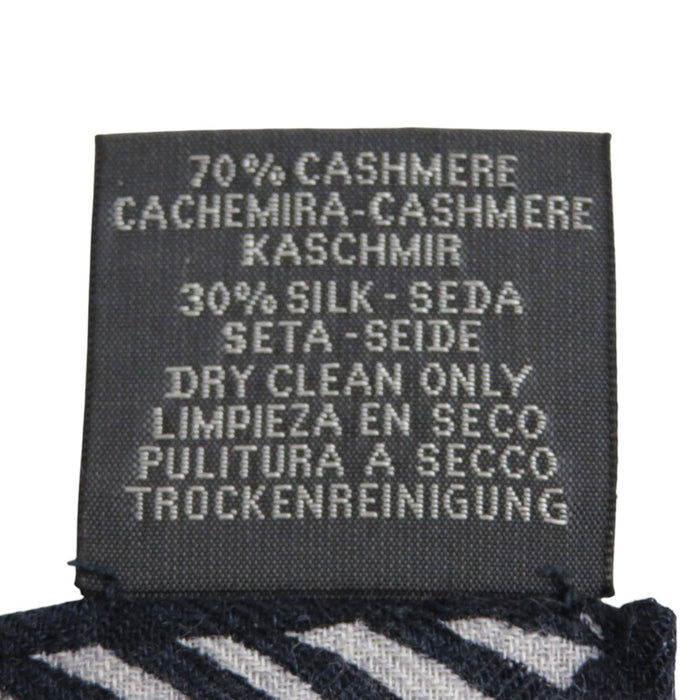 70% CASHMERE
CACHEMIRA-CASHMERE
KASCHMIR
30% SILK - SEDA
SETA - SEIDE
DRY CLEAN ONLY
LIMPIEZA EN SECO
PULITURA A SECCO
TROCKENREINIGUNG